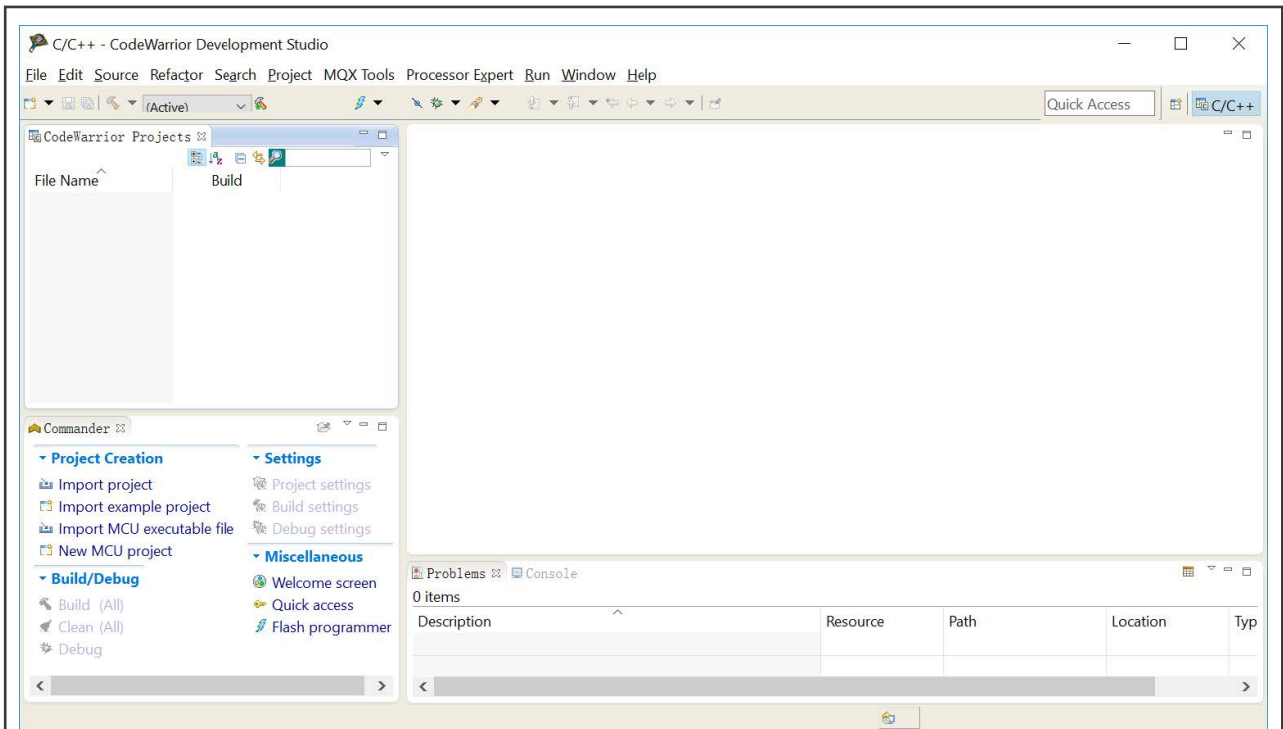 C/C++ - CodeWarrior Development Studio
File Edit Source Refactor Search Project MQX Tools Processor Expert Run Window Help
(Active)
Quick Access
C/C++
CodeWarrior Projects
File Name Build
Commander
Project Creation
Import project
Import example project
Import MCU executable file
New MCU project
Build/Debug
Build (All)
Clean (All)
Debug
Settings
Project settings
Build settings
Debug settings
Miscellaneous
Welcome screen
Quick access
Flash programmer
Problems Console
0 items
Description Resource Path Location Typ